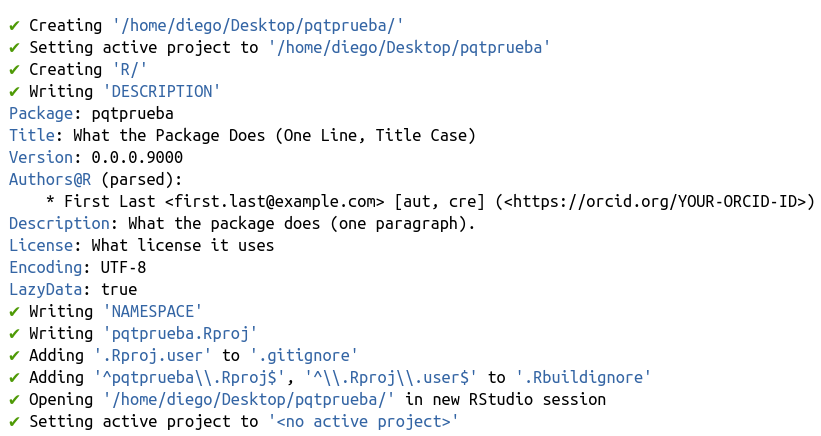 ✔ Creating '/home/diego/Desktop/pqtprueba/'
✔ Setting active project to '/home/diego/Desktop/pqtprueba'
✔ Creating 'R/'
✔ Writing 'DESCRIPTION'
Package: pqtprueba
Title: What the Package Does (One Line, Title Case)
Version: 0.0.0.9000
Authors@R (parsed):
    * First Last <first.last@example.com> [aut, cre] (<https://orcid.org/YOUR-ORCID-ID>)
Description: What the package does (one paragraph).
License: What license it uses
Encoding: UTF-8
LazyData: true
✔ Writing 'NAMESPACE'
✔ Writing 'pqtprueba.Rproj'
✔ Adding '.Rproj.user' to '.gitignore'
✔ Adding '^pqtprueba\\.Rproj$', '^\\.Rproj\\.user$' to '.Rbuildignore'
✔ Opening '/home/diego/Desktop/pqtprueba/' in new RStudio session
✔ Setting active project to '<no active project>'